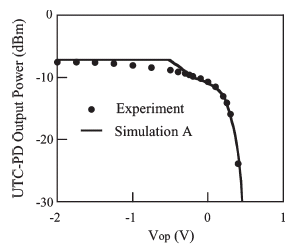 0
-10
-20
-30
UTC-PD Output Power (dBm)
Experiment
Simulation A
-2
-1
0
1
Vop (V)